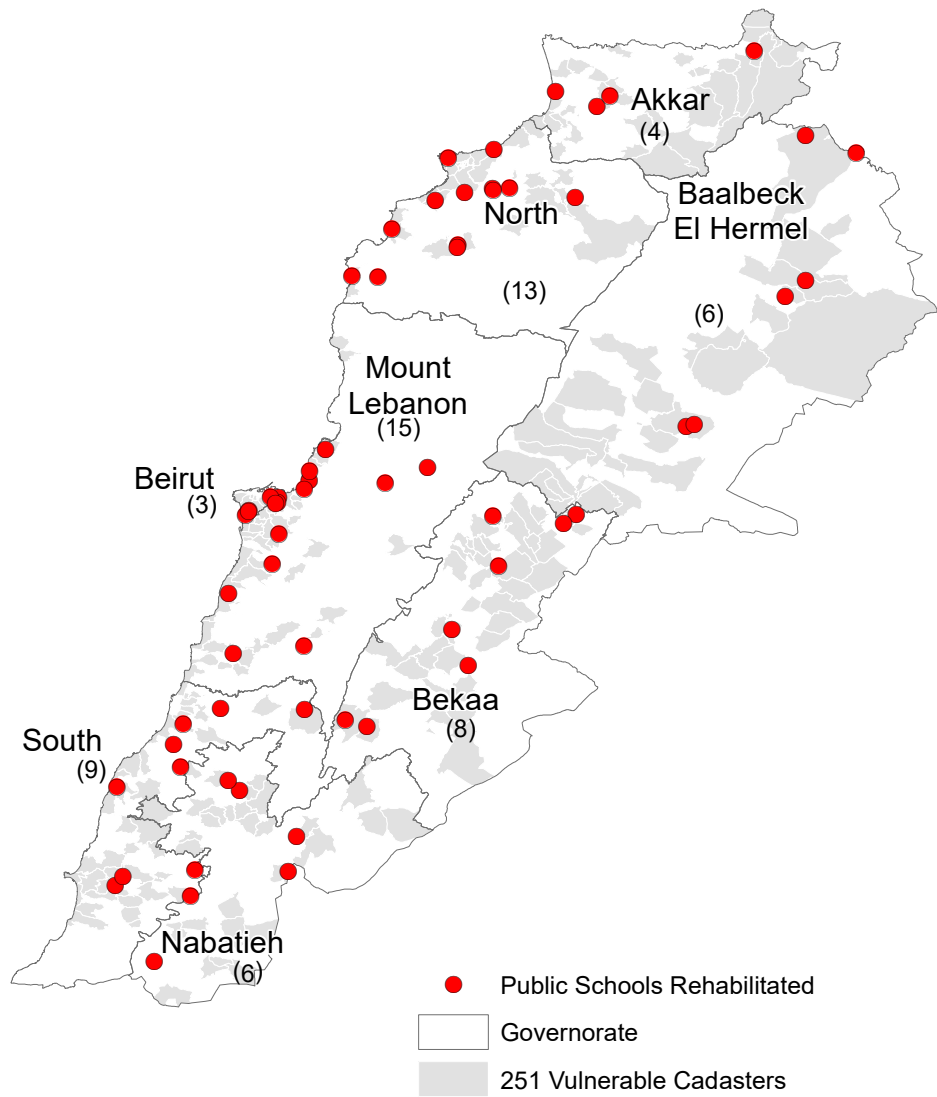 Akkar
(4)
Baalbeck
El Hermel
(6)
North
(13)
Mount
Lebanon
(15)
Beirut
(3)
Bekaa
(8)
South
(9)
Nabatieh
(6)
Public Schools Rehabilitated
Governorate
251 Vulnerable Cadasters